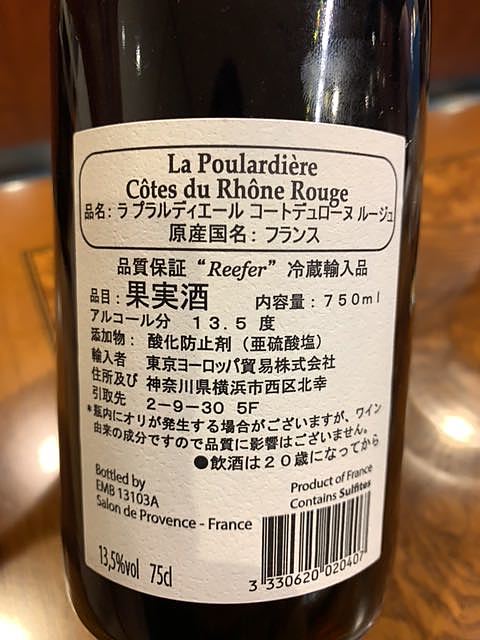 La Poulardière
Côtes du Rhône Rouge
品名: ラ プラルディエール コートデュローヌ ルージュ
原産国名: フランス
品質保証 “Reefer” 冷蔵輸入品
品目: 果実酒 内容量: 750ml
アルコール分 13.5 度
添加物: 酸化防止剤 (亜硫酸塩)
輸入者 東京ヨーロッパ貿易株式会社
住所及び 神奈川県横浜市西区北幸
引取先 2-9-30 5F
*瓶内にオリが発生する場合がございますが、ワイン
由来の成分ですので品質に影響はございません。
●飲酒は20歳になってから
Bottled by
EMB 13103A
Salon de Provence - France
Product of France
Contains Sulfites
13,5%vol 75cl
3 330620 020407